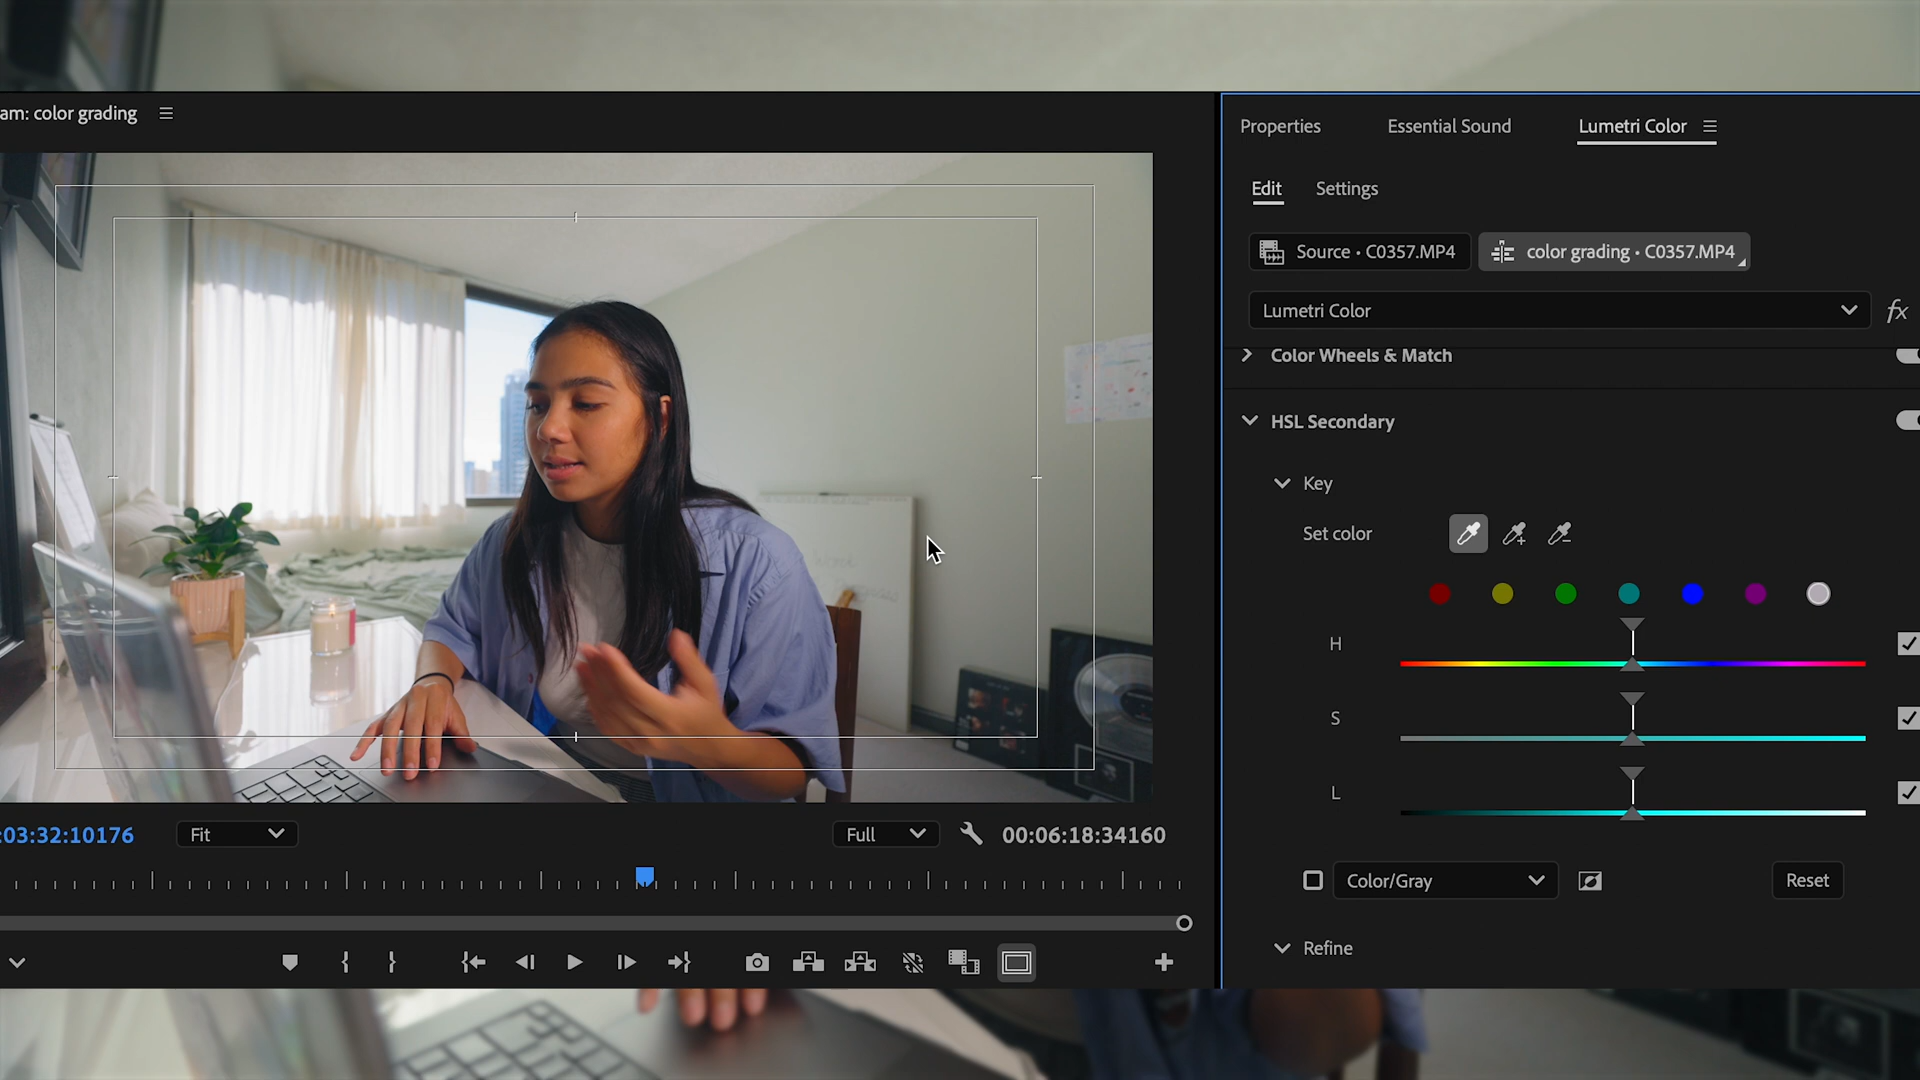 am: color grading
Properties
Essential Sound
Lumetri Color
Edit
Settings
Source • C0357.MP4
color grading • C0357.MP4
Lumetri Color
fx
Color Wheels & Match
HSL Secondary
Key
Set color
H
S
L
:03:32:10176
Fit
Full
00:06:18:34160
Color/Gray
Reset
Refine